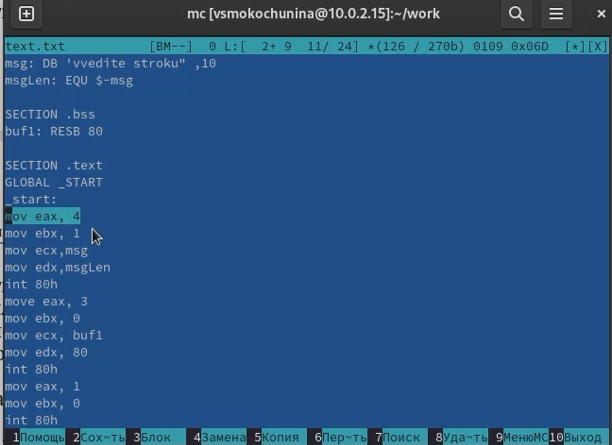 mc [vsmokochunina@10.0.2.15]:~/work
text.txt [BM--] 0 L:[ 2+ 9 11/ 24] *(126 / 270b) 0109 0x06D [*][X]
msg: DB 'vvedite stroku" ,10
msgLen: EQU $-msg
SECTION .bss
buf1: RESB 80
SECTION .text
GLOBAL _START
_start:
mov eax, 4
mov ebx, 1
mov ecx,msg
mov edx,msgLen
int 80h
move eax, 3
mov ebx, 0
mov ecx, buf1
mov edx, 80
int 80h
mov eax, 1
mov ebx, 0
int 80h
1Помощь 2Сох~ть 3Блок 4Замена 5Копия 6Пер~ть 7Поиск 8Уда~ть 9МенюMC 10Выход